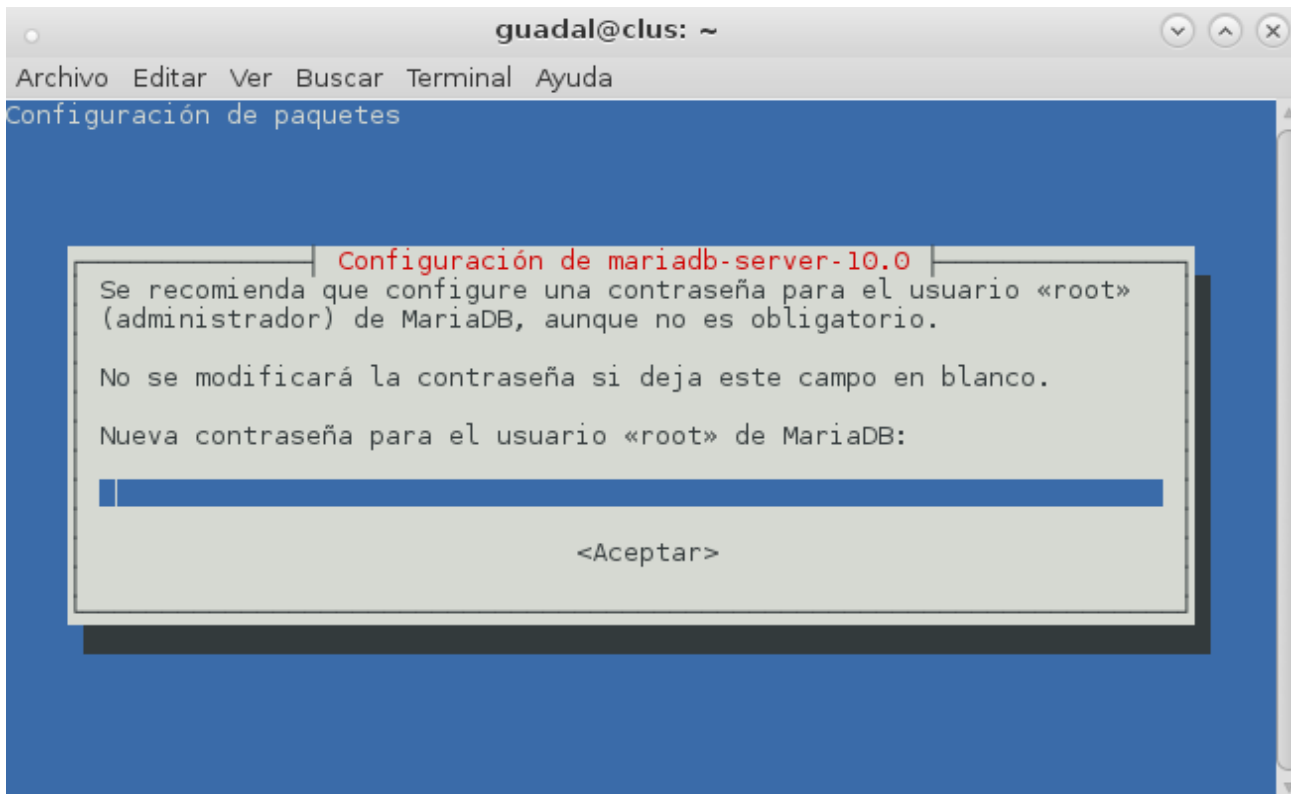 guadal@clus: ~
Archivo Editar Ver Buscar Terminal Ayuda
Configuración de paquetes
Configuración de mariadb-server-10.0
Se recomienda que configure una contraseña para el usuario «root»
(administrador) de MariaDB, aunque no es obligatorio.
No se modificará la contraseña si deja este campo en blanco.
Nueva contraseña para el usuario «root» de MariaDB:
<Aceptar>